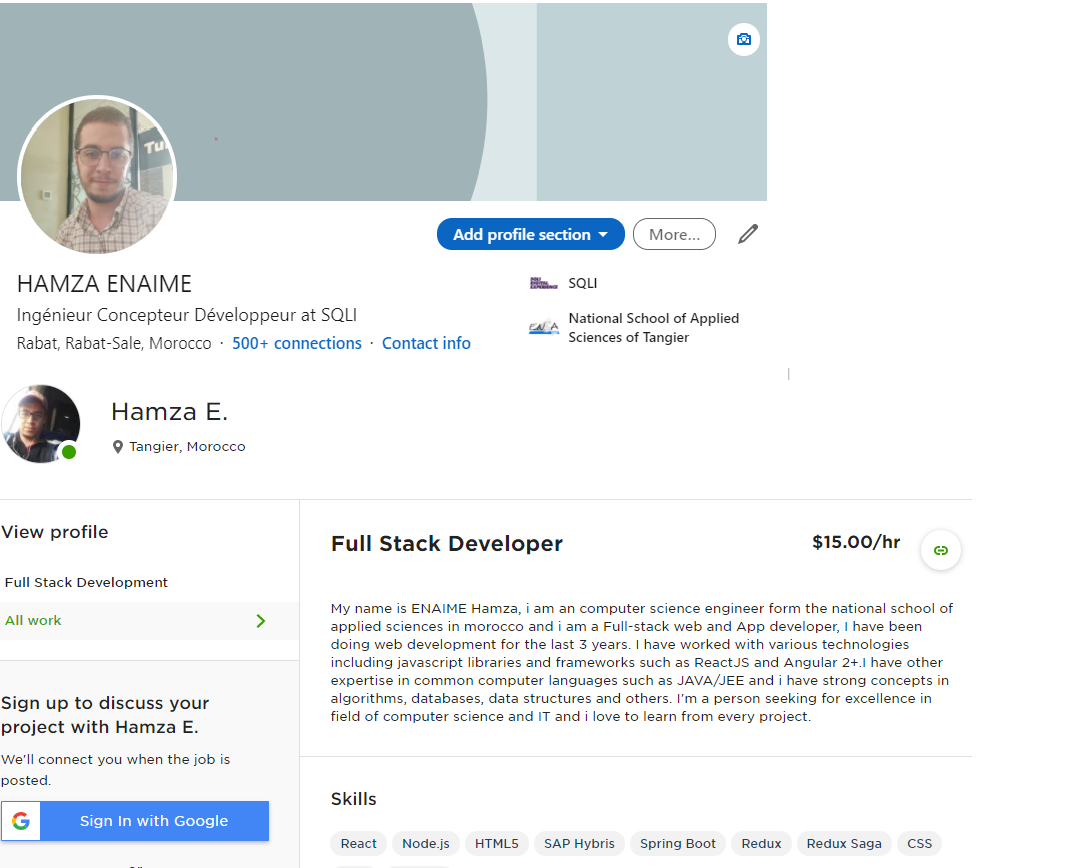 Tu
Add profile section
More...
HAMZA ENAIME
SQLI
Ingénieur Concepteur Développeur at SQLI
National School of Applied
Sciences of Tangier
Rabat, Rabat-Sale, Morocco · 500+ connections · Contact info
Hamza E.
Tangier, Morocco
View profile
Full Stack Development
All work
Sign up to discuss your
project with Hamza E.
We'll connect you when the job is
posted.
Sign In with Google
Full Stack Developer
$15.00/hr
My name is ENAIME Hamza, i am an computer science engineer form the national school of
applied sciences in morocco and i am a Full-stack web and App developer, I have been
doing web development for the last 3 years. I have worked with various technologies
including javascript libraries and frameworks such as ReactJS and Angular 2+.I have other
expertise in common computer languages such as JAVA/JEE and i have strong concepts in
algorithms, databases, data structures and others. I'm a person seeking for excellence in
field of computer science and IT and i love to learn from every project.
Skills
React Node.js HTML5 SAP Hybris Spring Boot Redux Redux Saga CSS